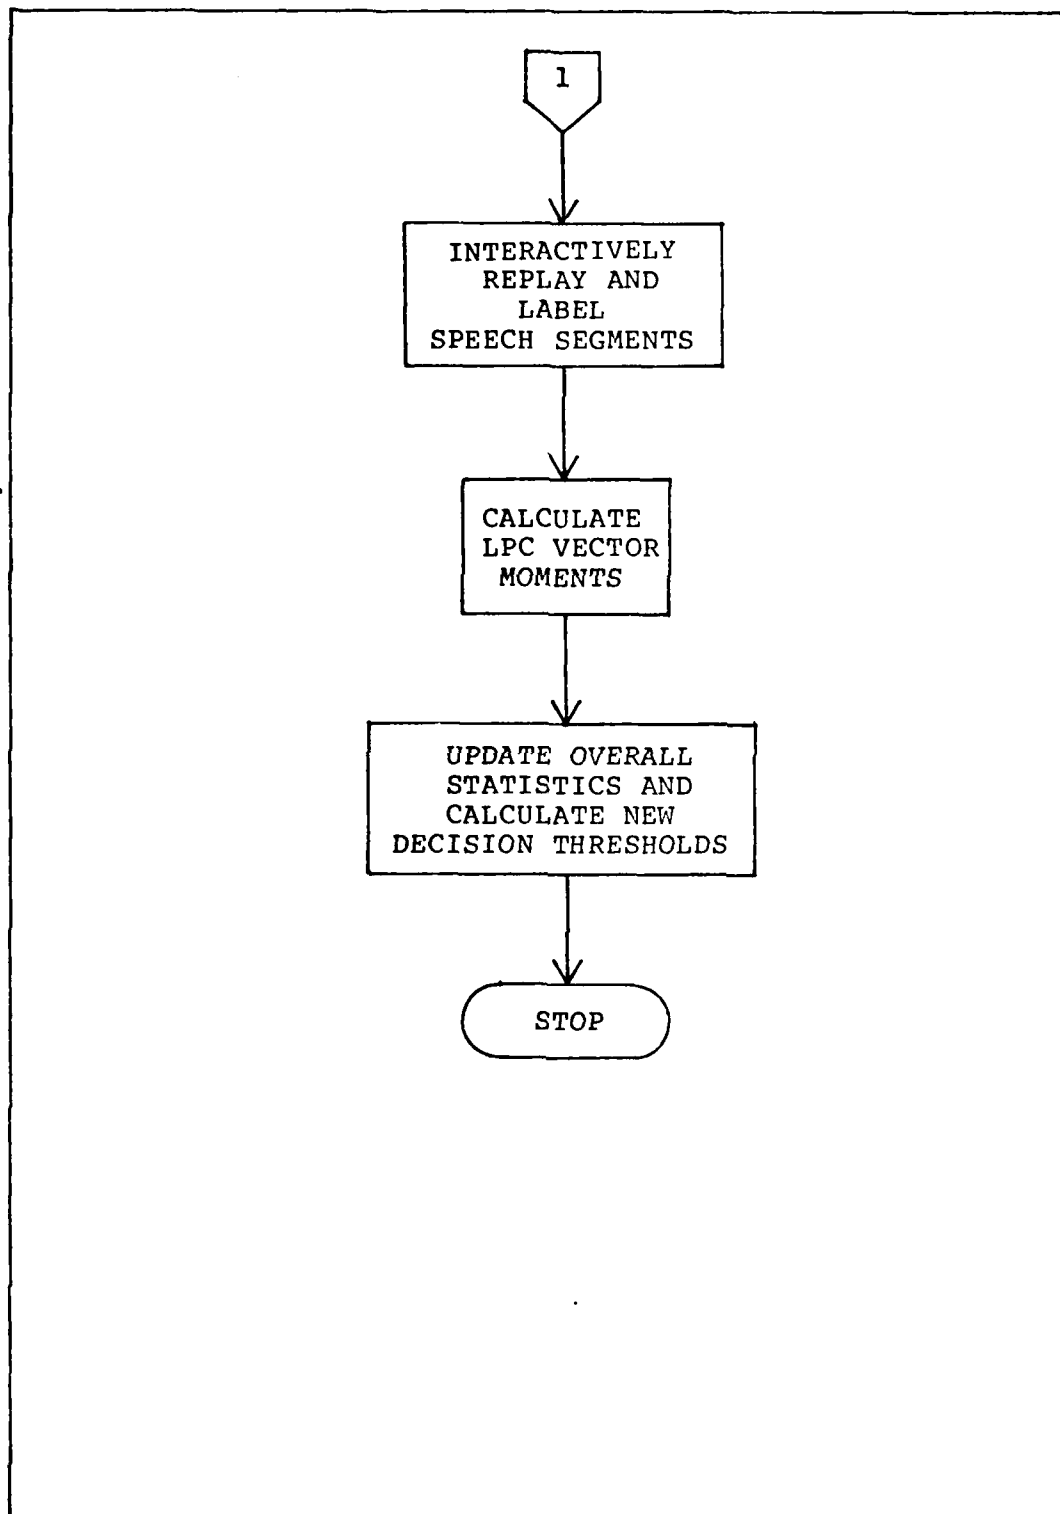 1
INTERACTIVELY
REPLAY AND
LABEL
SPEECH SEGMENTS
CALCULATE
LPC VECTOR
MOMENTS
UPDATE OVERALL
STATISTICS AND
CALCULATE NEW
DECISION THRESHOLDS
STOP